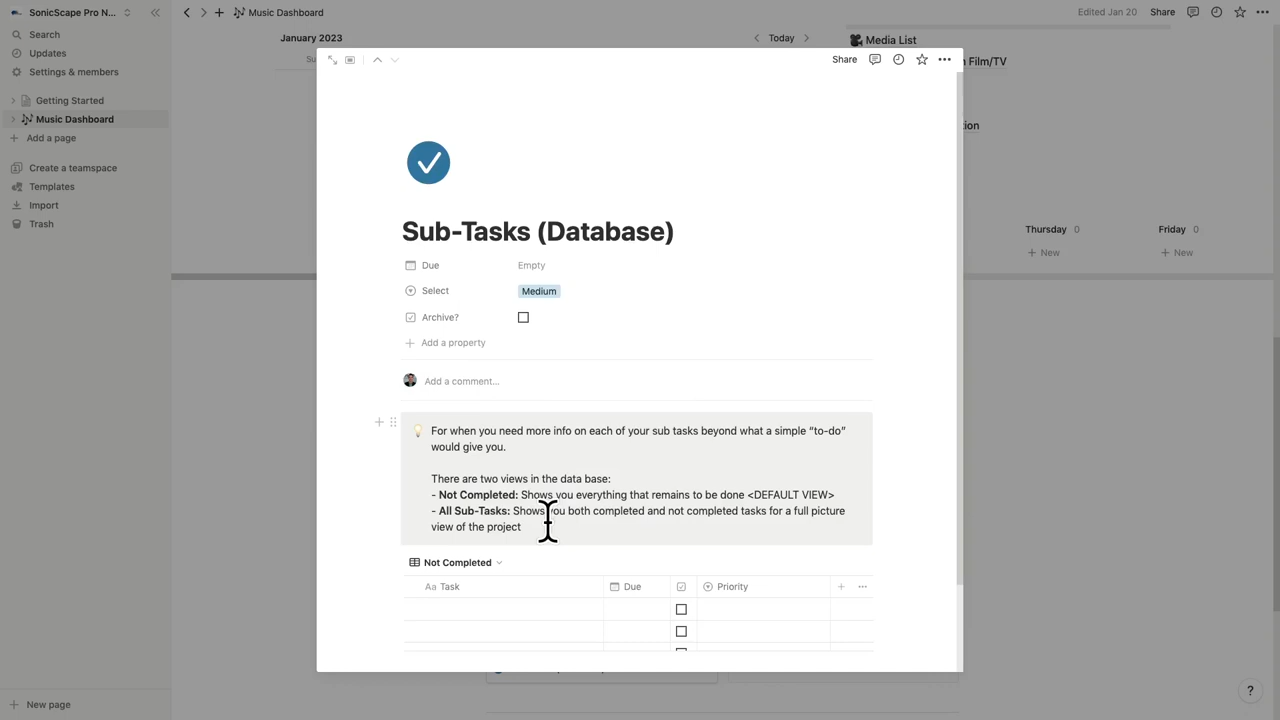 SonicScape Pro N...
Music Dashboard
Edited Jan 20
Share
Search
Updates
Settings & members
Getting Started
Music Dashboard
Add a page
Create a teamspace
Templates
Import
Trash
New page
January 2023
Today
Media List
Film/TV
Thursday 0
Friday 0
New
New
Share
Sub-Tasks (Database)
Due Empty
Select Medium
Archive?
Add a property
Add a comment...
For when you need more info on each of your sub tasks beyond what a simple “to-do”
would give you.
There are two views in the data base:
- Not Completed: Shows you everything that remains to be done <DEFAULT VIEW>
- All Sub-Tasks: Shows you both completed and not completed tasks for a full picture
view of the project
Not Completed
Aa Task Due Priority
?